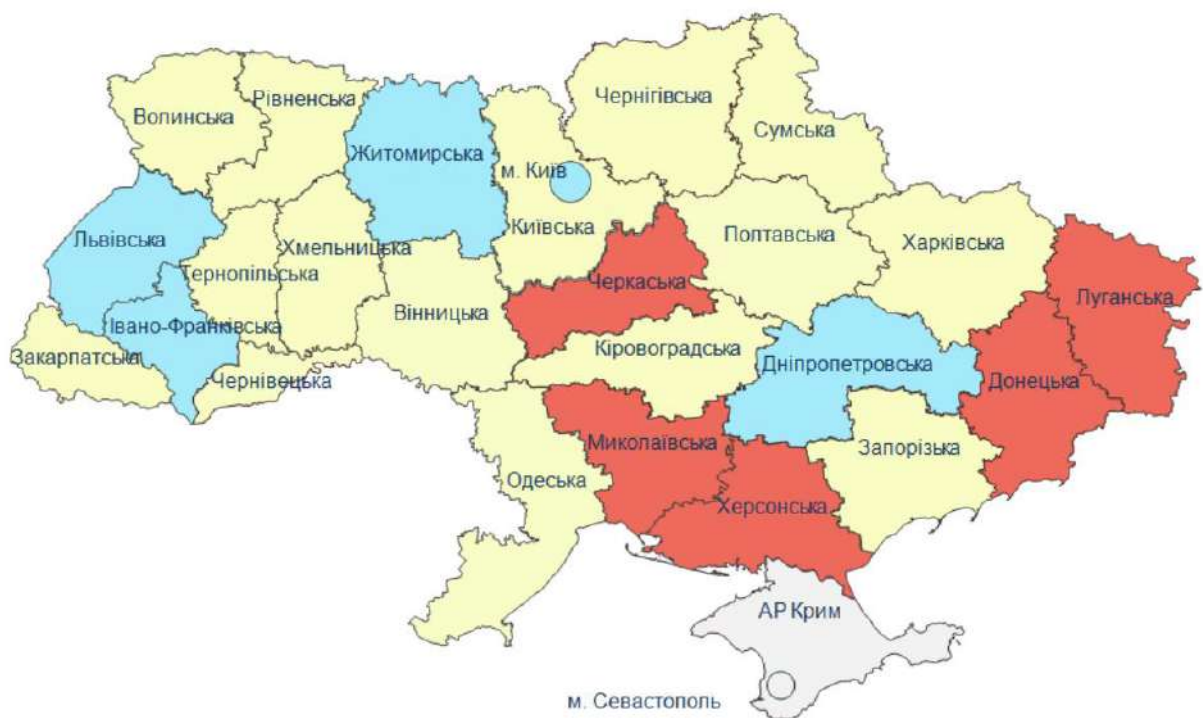 Чернігівська
Рівненська
Вопинська
Сумська
Житомирська
м. Київ
Київська
Полтавська
Харківська
Львівська
Хмельницька
Тернопільська
Черкаська
Луганська
Вінницька
Івано-Франківська
Кіровоградська
Закарпатська
Дніпропетровська
Чернівецька
Донецька
Миколаївська
Запорізька
Одеська
Херсонська
АР Крим
м. Севастополь